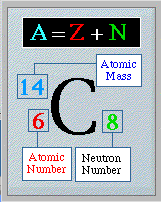 A = Z + N
Atomic
Mass
14
C
6
8
Atomic
Number
Neutron
Number